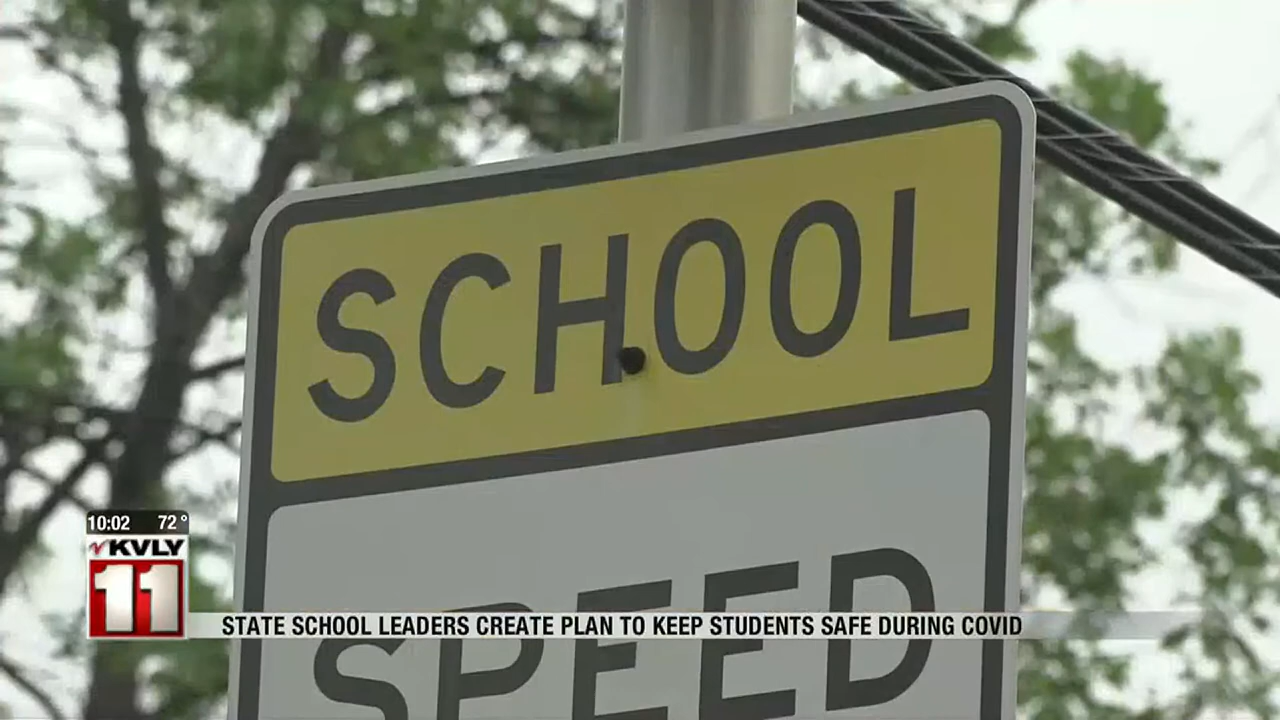 SCHOOL
SPEED
10:02 72°
KVLY
11
STATE SCHOOL LEADERS CREATE PLAN TO KEEP STUDENTS SAFE DURING COVID